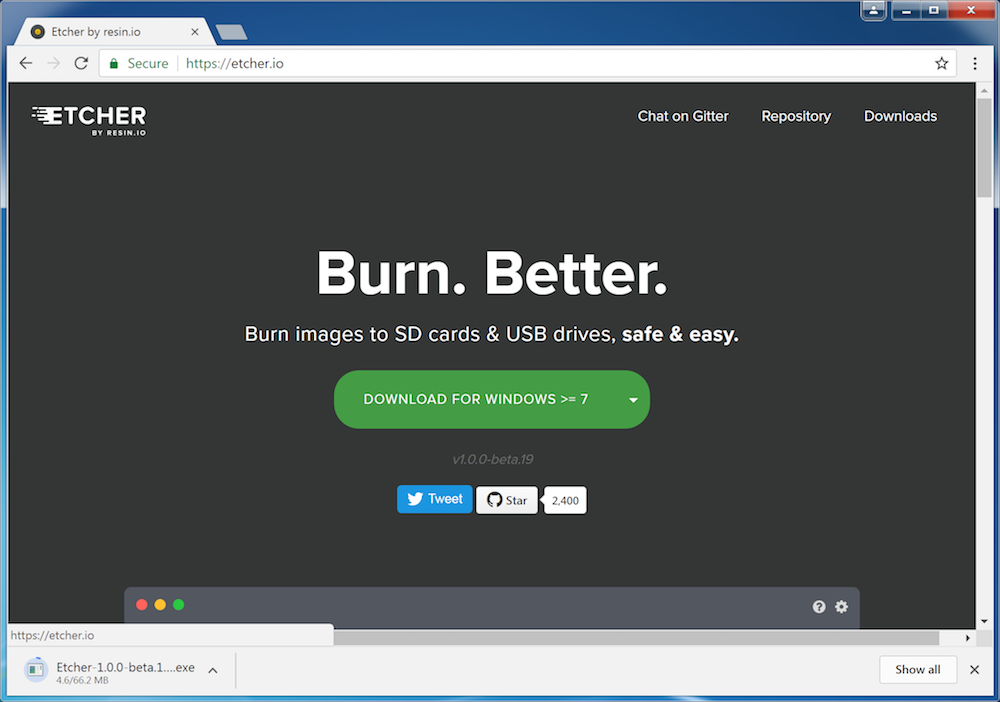 Etcher by resin.io
Secure https://etcher.io
ETCHER
BY RESIN.IO
Chat on Gitter Repository Downloads
Burn. Better.
Burn images to SD cards & USB drives, safe & easy.
DOWNLOAD FOR WINDOWS >= 7
v1.0.0-beta.19
Tweet Star 2,400
https://etcher.io
Etcher-1.0.0-beta.1....exe
4.6/66.2 MB
Show all